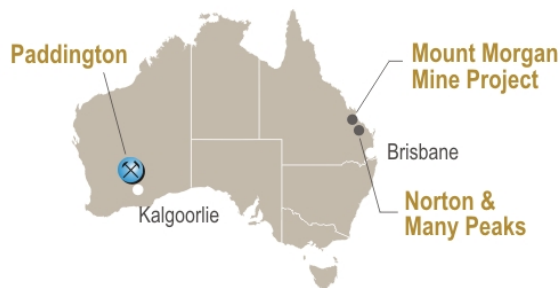 Paddington
Mount Morgan
Mine Project
Brisbane
Kalgoorlie
Norton &
Many Peaks